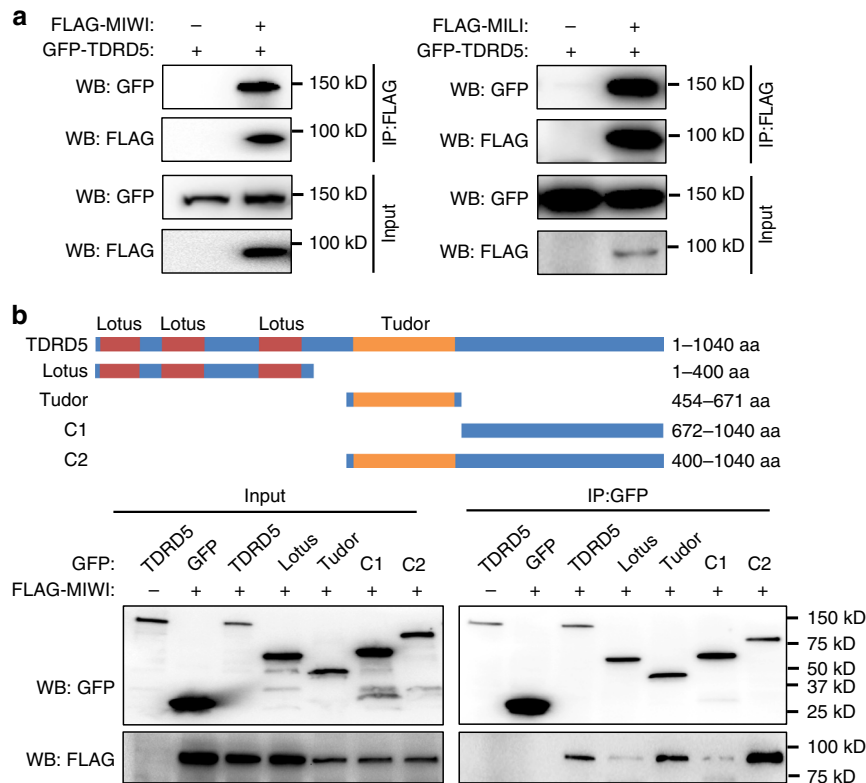 a
FLAG-MIWI: – +
GFP-TDRD5: + +
WB: GFP 150 kD
WB: FLAG 100 kD
IP:FLAG
WB: GFP 150 kD
WB: FLAG 100 kD
Input
FLAG-MILI: – +
GFP-TDRD5: + +
WB: GFP 150 kD
WB: FLAG 100 kD
IP:FLAG
WB: GFP 150 kD
WB: FLAG 100 kD
Input
b
Lotus Lotus Lotus Tudor
TDRD5 1–1040 aa
Lotus 1–400 aa
Tudor 454–671 aa
C1 672–1040 aa
C2 400–1040 aa
Input IP:GFP
GFP: TDRD5 GFP TDRD5 Lotus Tudor C1 C2 TDRD5 GFP TDRD5 Lotus Tudor C1 C2
FLAG-MIWI: – + + + + + + – + + + + + +
WB: GFP
150 kD
75 kD
50 kD
37 kD
25 kD
WB: FLAG
100 kD
75 kD